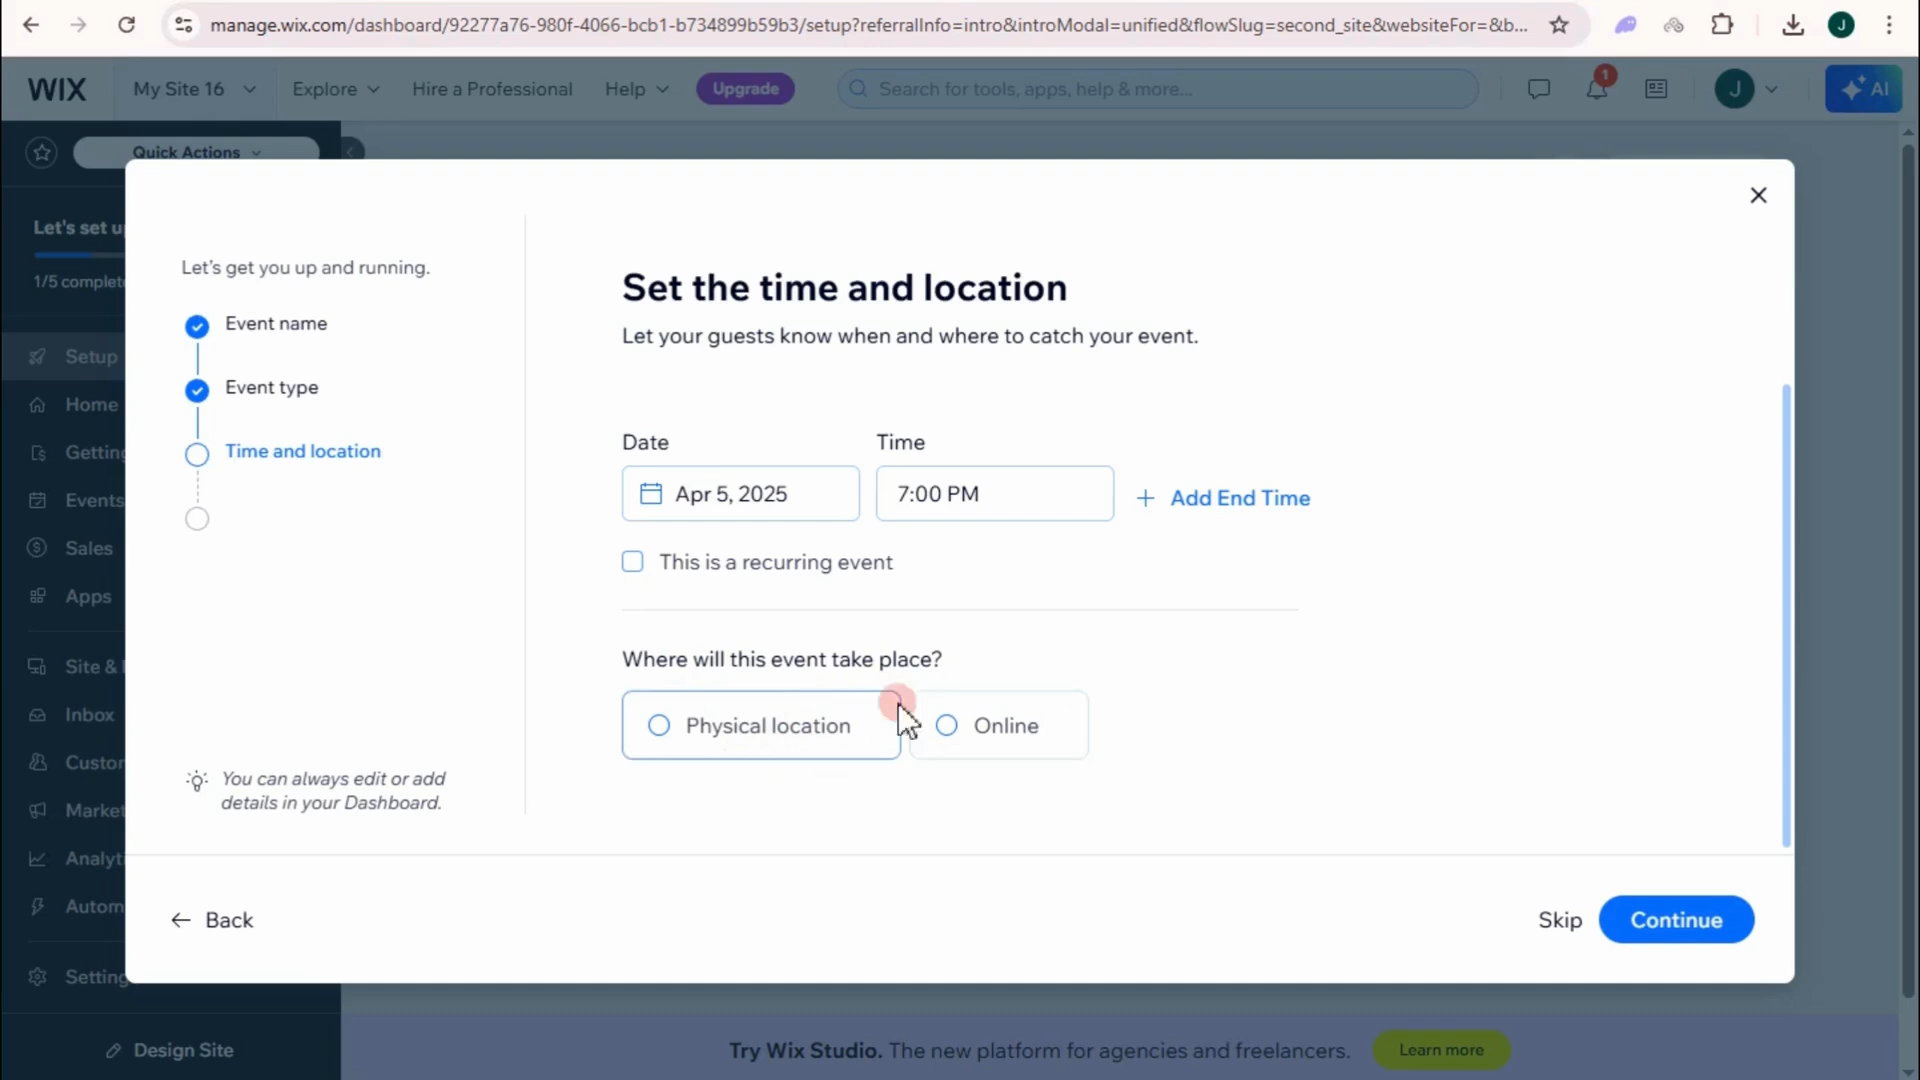 manage.wix.com/dashboard/92277a76-980f-4066-bcb1-b734899b59b3/setup?referralInfo=intro&introModal=unified&flowSlug=second_site&websiteFor=&b...
J
WIX
My Site 16
Explore
Hire a Professional
Help
Upgrade
Search for tools, apps, help & more...
1
J
AI
Quick Actions
Let's set u
1/5 complet
Setup
Home
Getting
Events
Sales
Apps
Site &
Inbox
Custor
Market
Analyti
Autom
Setting
Design Site
Let's get you up and running.
Event name
Event type
Time and location
You can always edit or add
details in your Dashboard.
Set the time and location
Let your guests know when and where to catch your event.
Date
Time
Apr 5, 2025
7:00 PM
+ Add End Time
This is a recurring event
Where will this event take place?
Physical location
Online
Back
Skip
Continue
Try Wix Studio. The new platform for agencies and freelancers.
Learn more